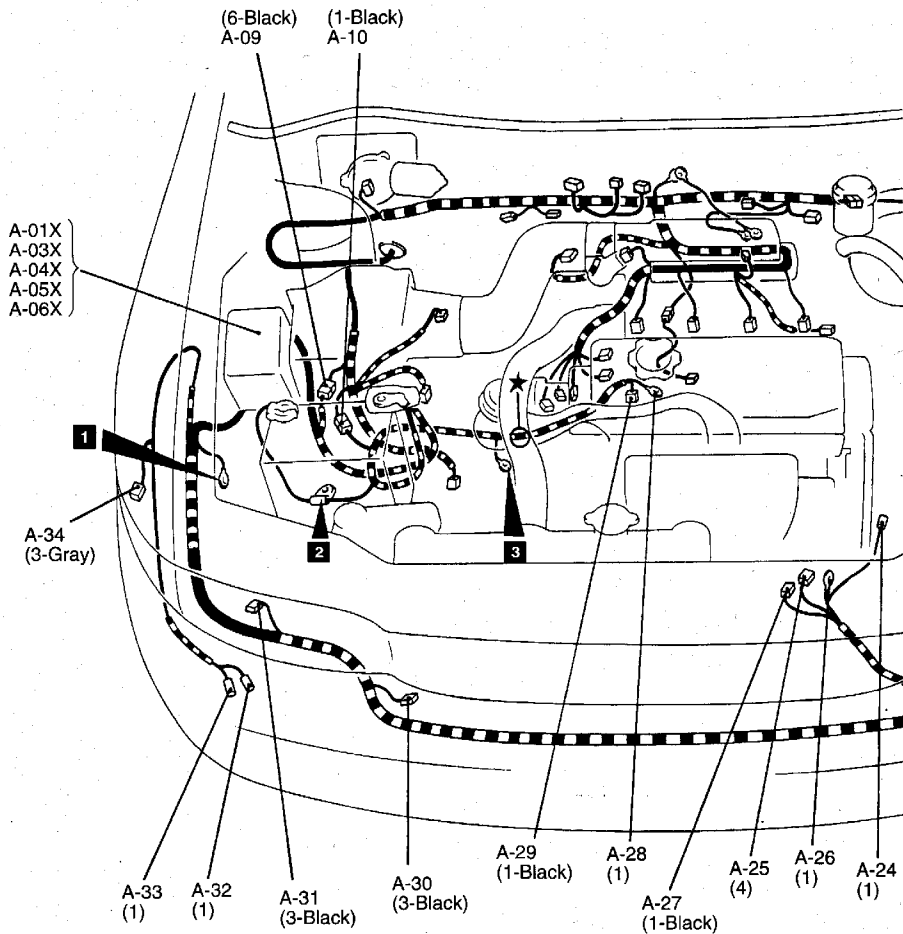 (6-Black)
A-09
(1-Black)
A-10
A-01X
A-03X
A-04X
A-05X
A-06X
1
A-34
(3-Gray)
2
3
A-33
(1)
A-32
(1)
A-31
(3-Black)
A-30
(3-Black)
A-29
(1-Black)
A-28
(1)
A-27
(1-Black)
A-25
(4)
A-26
(1)
A-24
(1)